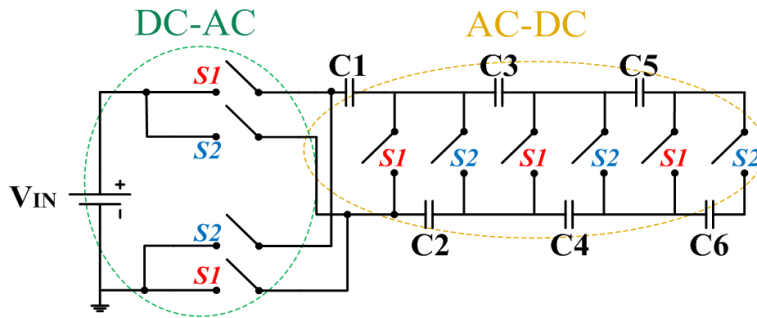 DC-AC AC-DC
C1 C3 C5
S1
S2
S1 S2 S1 S2 S1 S2
VIN + -
S2
C2 C4 C6
S1